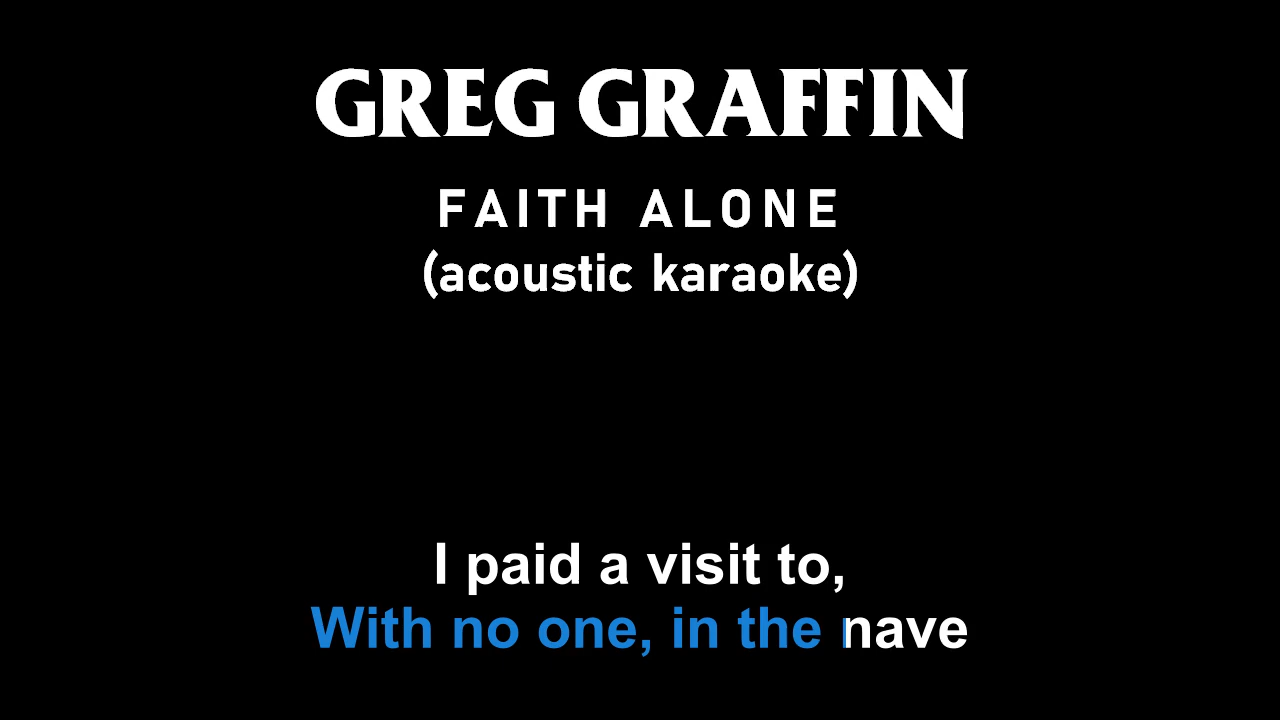 GREG GRAFFIN
FAITH ALONE
(acoustic karaoke)
I paid a visit to,
With no one, in the nave